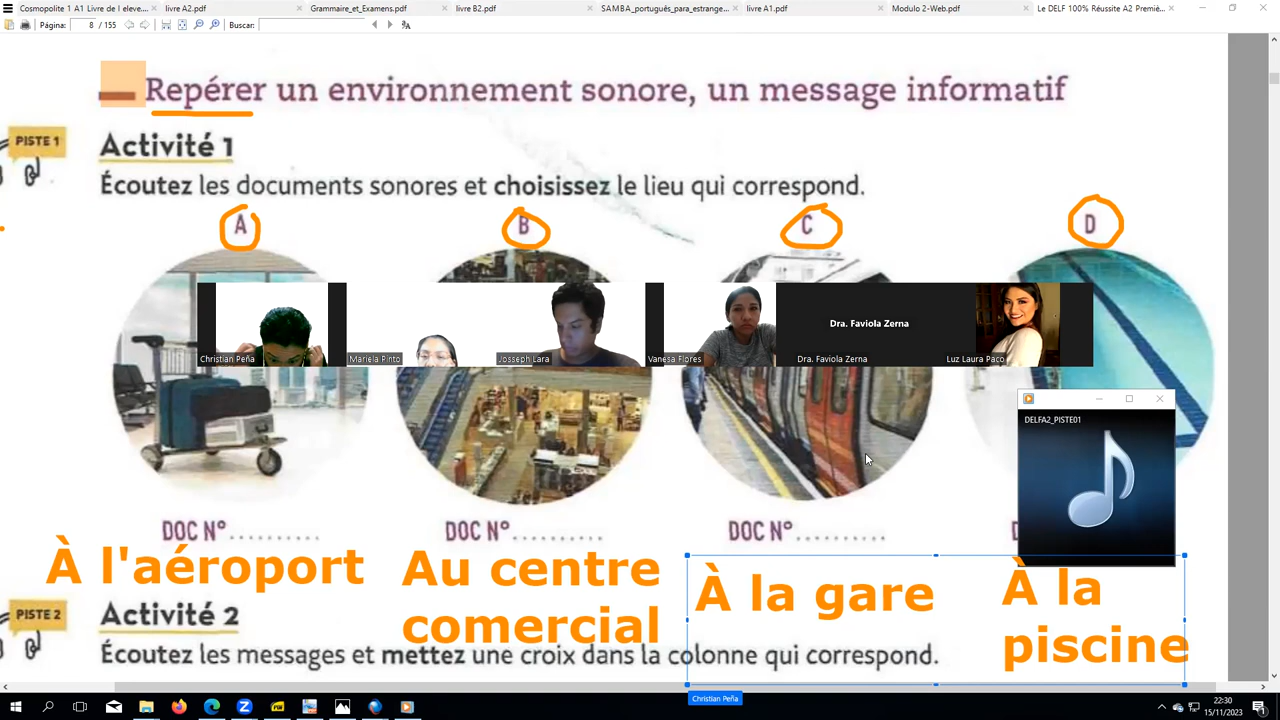 Cosmopolite 1 A1 Livre de l eleve....
livre A2.pdf
Grammaire_et_Examens.pdf
livre B2.pdf
SAMBA_português_para_estrange...
livre A1.pdf
Modulo 2-Web.pdf
Le DELF 100% Réussite A2 Premiè...
Página: 8 / 155
Buscar:
Repérer un environnement sonore, un message informatif
PISTE 1
Activité 1
Écoutez les documents sonores et choisissez le lieu qui correspond.
A
B
C
D
Christian Peña
Mariela Pinto
Josseph Lara
Vanesa Flores
Dra. Faviola Zerna
Dra. Faviola Zerna
Luz Laura Paco
DELFA2_PISTE01
DOC N°..........
DOC N°..........
DOC N°..........
À l'aéroport
Au centre
comercial
À la gare
À la
piscine
PISTE 2
Activité 2
Écoutez les messages et mettez une croix dans la colonne qui correspond.
Christian Peña
22:30
15/11/2023
1